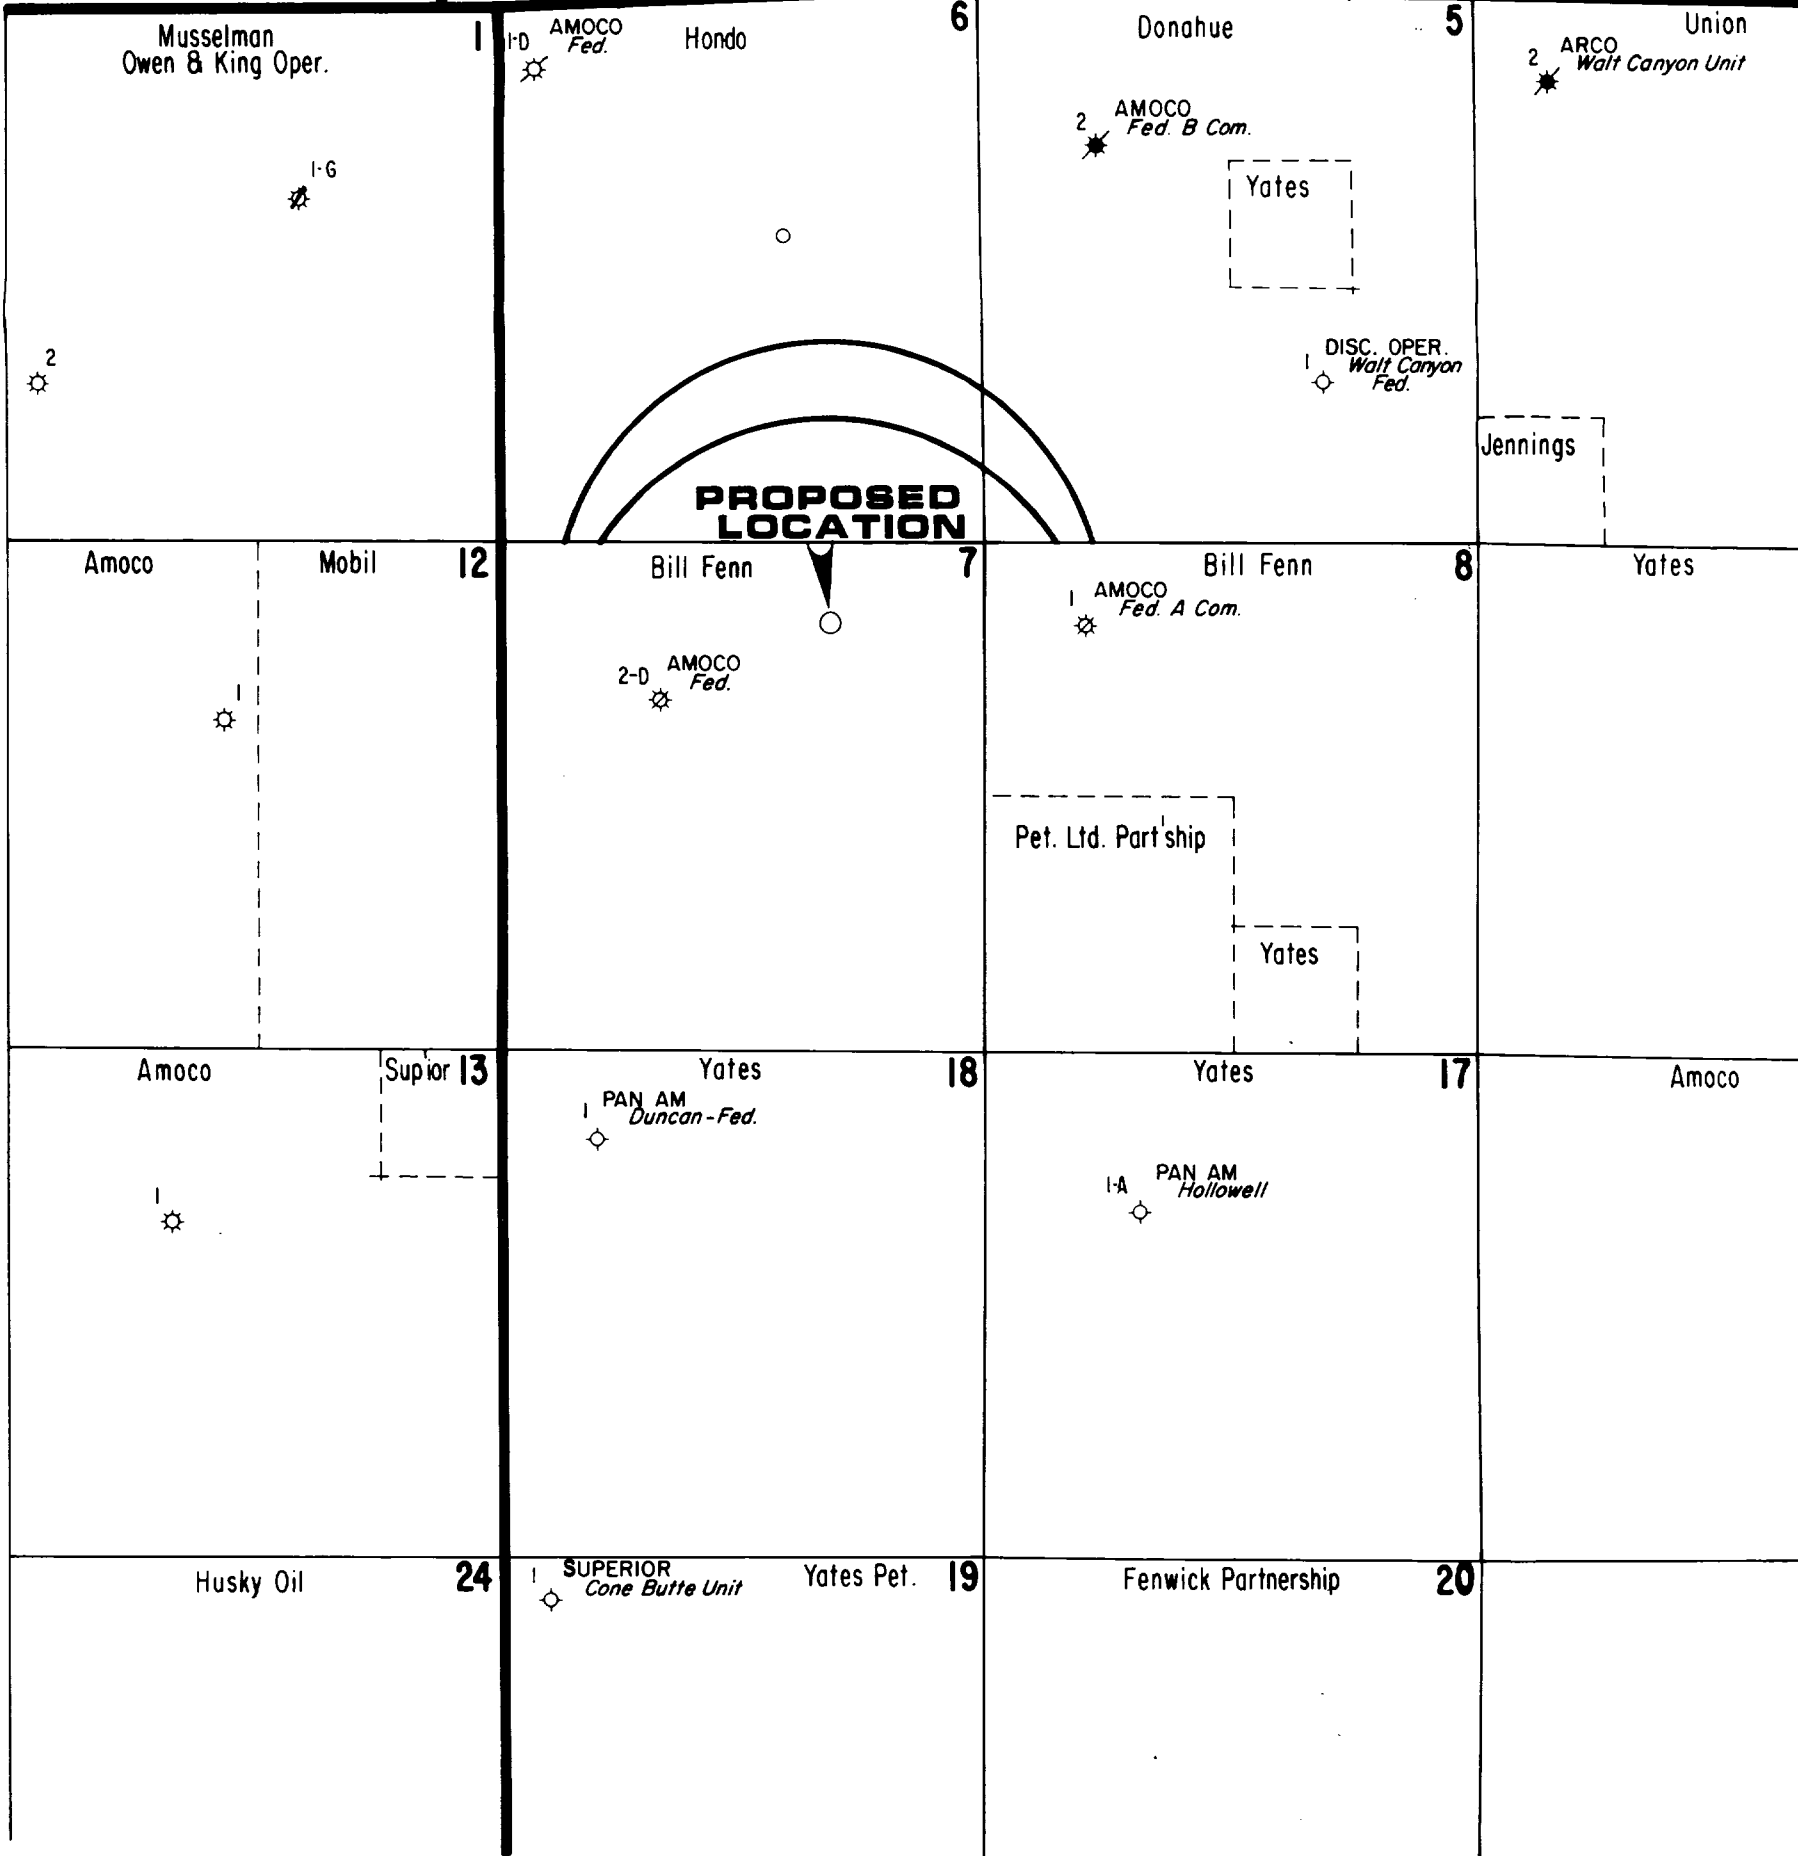 Musselman
Owen & King Oper.
1
1-G
2
1-D
AMOCO
Fed.
Hondo
6
Donahue
5
2
AMOCO
Fed. B Com.
Yates
1
DISC. OPER.
Walt Canyon
Fed.
Union
2
ARCO
Walt Canyon Unit
Jennings
PROPOSED
LOCATION
Amoco
Mobil
12
1
Bill Fenn
7
2-D
AMOCO
Fed.
Bill Fenn
8
1
AMOCO
Fed. A Com.
Pet. Ltd. Part'ship
Yates
Yates
Amoco
Sup'ior
13
1
Yates
18
1
PAN AM
Duncan-Fed.
Yates
17
1-A
PAN AM
Hollowell
Amoco
Husky Oil
24
1
SUPERIOR
Cone Butte Unit
Yates Pet.
19
Fenwick Partnership
20